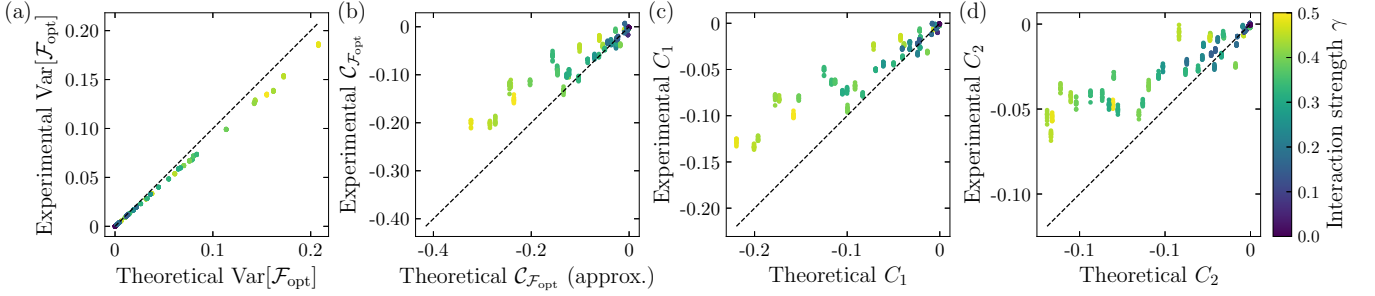 (a)
Experimental Var[𝓕opt]
0.20
0.15
0.10
0.05
0
0
0.1
0.2
Theoretical Var[𝓕opt]
(b)
Experimental 𝓒𝓕opt
0
-0.10
-0.20
-0.30
-0.40
-0.4
-0.2
0
Theoretical 𝓒𝓕opt (approx.)
(c)
Experimental C1
0
-0.05
-0.10
-0.15
-0.20
-0.2
-0.1
0
Theoretical C1
(d)
Experimental C2
0
-0.05
-0.10
-0.1
-0.1
0
Theoretical C2
0.5
0.4
0.3
0.2
0.1
0.0
Interaction strength γ